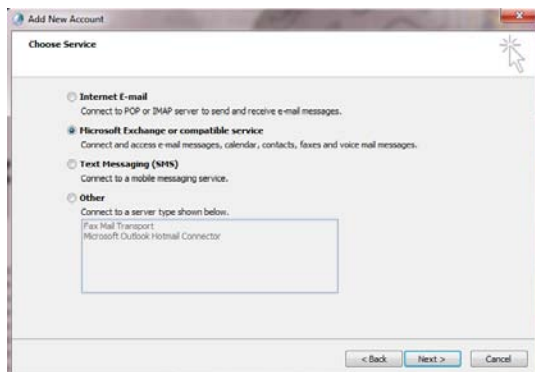 Add New Account
Choose Service
Internet E-mail
Connect to POP or IMAP server to send and receive e-mail messages.
Microsoft Exchange or compatible service
Connect and access e-mail messages, calendar, contacts, faxes and voice mail messages.
Text Messaging (SMS)
Connect to a mobile messaging service.
Other
Connect to a server type shown below.
Fax Mail Transport
Microsoft Outlook Hotmail Connector
< Back Next > Cancel